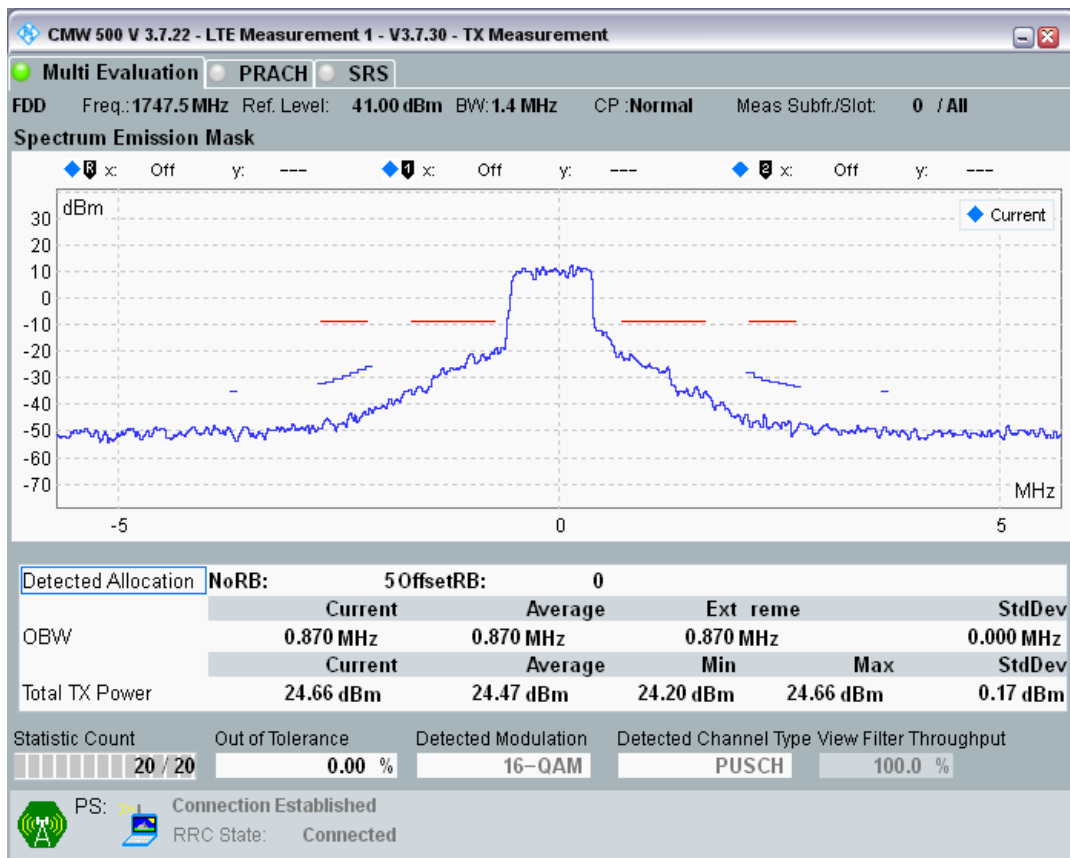 CMW 500 V 3.7.22 - LTE Measurement 1 - V3.7.30 - TX Measurement
Multi Evaluation PRACH SRS
FDD Freq.: 1747.5 MHz Ref. Level: 41.00 dBm BW: 1.4 MHz CP :Normal Meas Subfr./Slot: 0 / All
Spectrum Emission Mask
R x: Off y: --- 1 x: Off y: --- 2 x: Off y: ---
dBm
Current
30
20
10
0
-10
-20
-30
-40
-50
-60
-70
MHz
-5 0 5
Detected Allocation NoRB: 5 OffsetRB: 0
Current Average Ext reme StdDev
OBW 0.870 MHz 0.870 MHz 0.870 MHz 0.000 MHz
Current Average Min Max StdDev
Total TX Power 24.66 dBm 24.47 dBm 24.20 dBm 24.66 dBm 0.17 dBm
Statistic Count Out of Tolerance Detected Modulation Detected Channel Type View Filter Throughput
20 / 20 0.00 % 16-QAM PUSCH 100.0 %
PS: Connection Established
RRC State: Connected